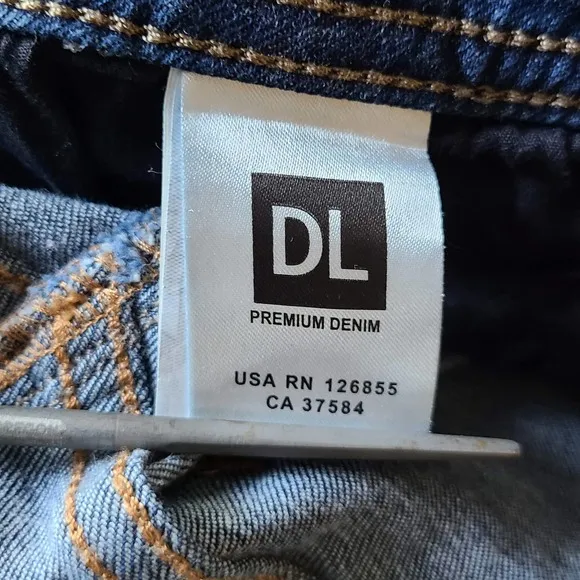 DL
PREMIUM DENIM
USA RN 126855
CA 37584